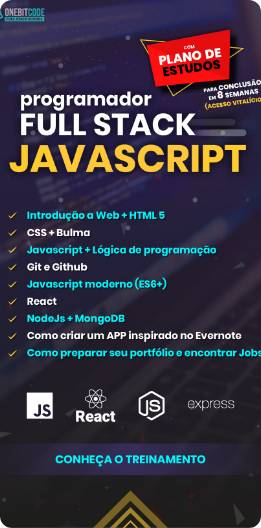 ONEBITCODE
COM
PLANO DE
ESTUDOS
PARA CONCLUSÃO
EM 8 SEMANAS
(ACESSO VITALÍCIO
programador
FULL STACK
JAVASCRIPT
Introdução a Web + HTML 5
CSS + Bulma
Javascript + Lógica de programação
Git e Github
Javascript moderno (ES6+)
React
NodeJs + MongoDB
Como criar um APP inspirado no Evernote
Como preparar seu portfólio e encontrar Jobs
JS
React
JS
express
CONHEÇA O TREINAMENTO